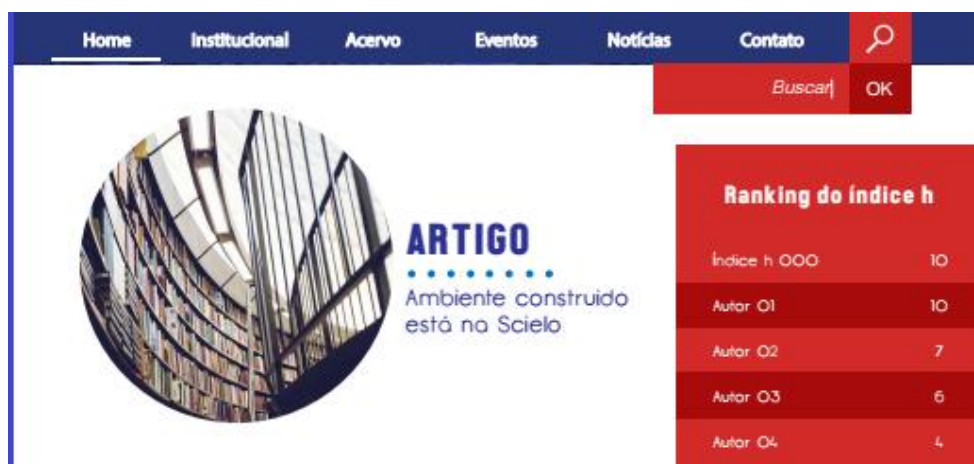 Home Institucional Acervo Eventos Notícias Contato
Buscar OK
ARTIGO
Ambiente construido
está na Scielo
Ranking do índice h
Índice h 000 10
Autor 01 10
Autor 02 7
Autor 03 6
Autor 04 4